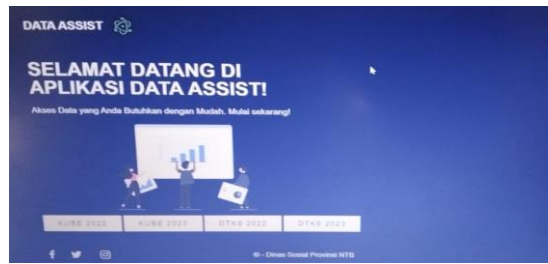 DATA ASSIST
SELAMAT DATANG DI
APLIKASI DATA ASSIST!
Akses Data yang Anda Butuhkan dengan Mudah. Mulai sekarang!
KUBE 2022 KUBE 2023 DTKS 2022 DTKS 2023
© - Dinas Sosial Provinsi NTB